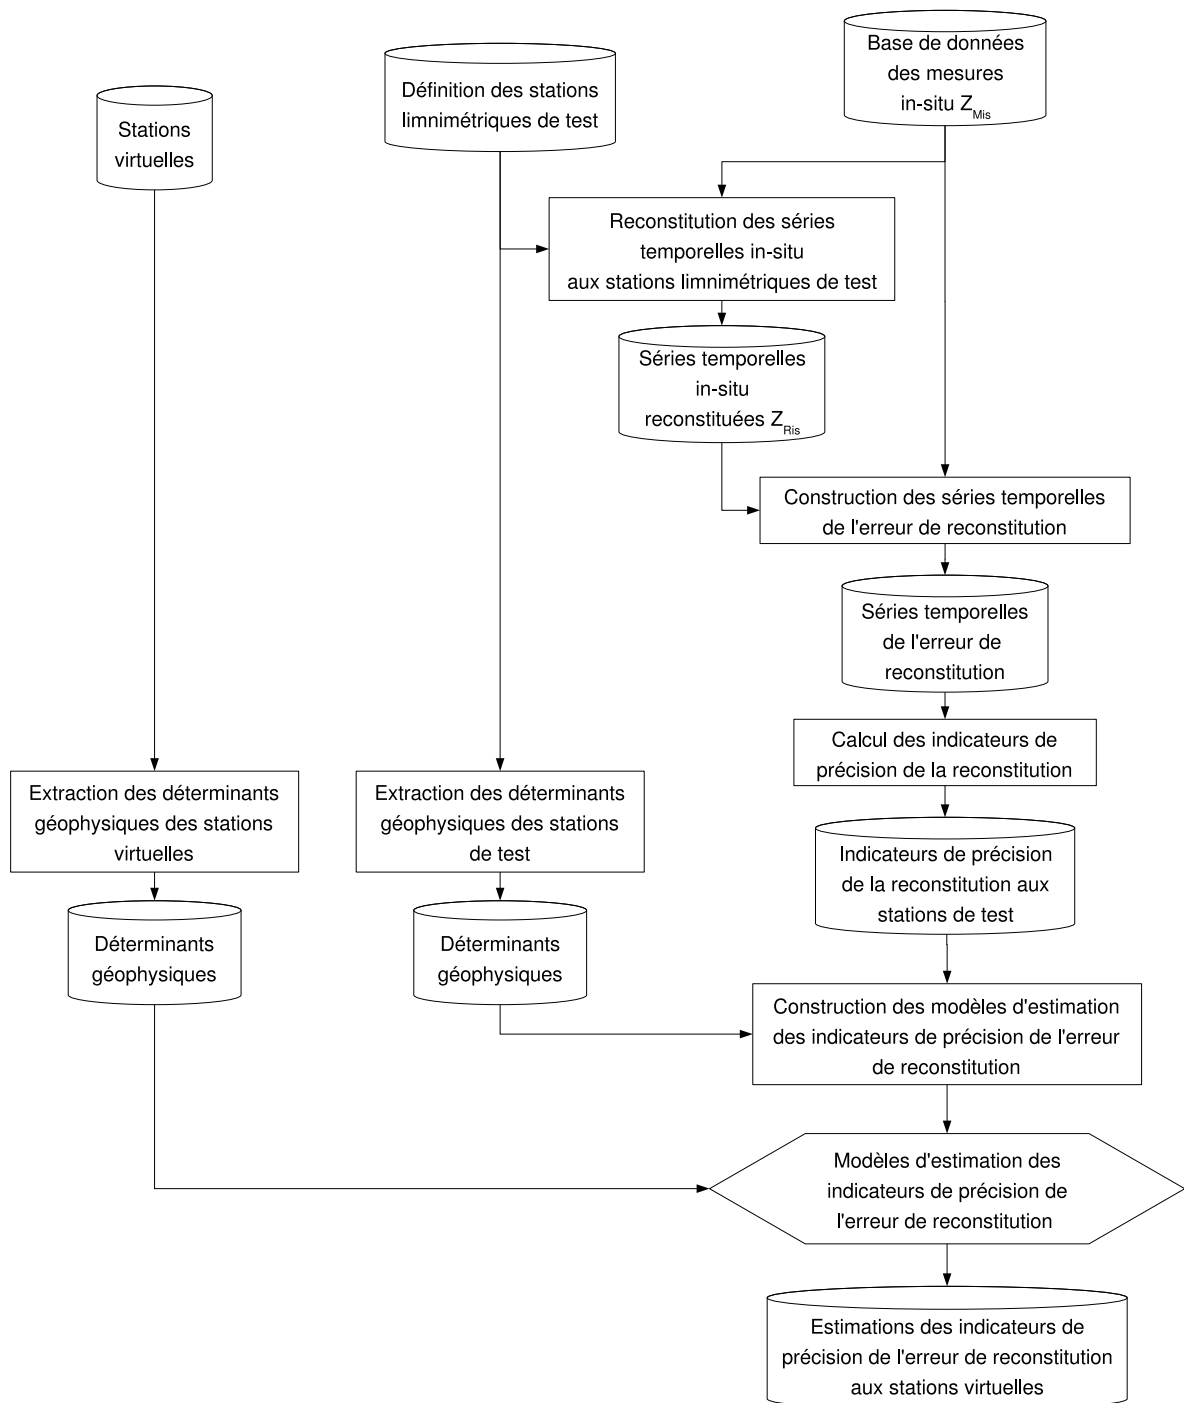 Base de données
des mesures
in-situ Z_Mis
Définition des stations
limnimétriques de test
Stations
virtuelles
Reconstitution des séries
temporelles in-situ
aux stations limnimétriques de test
Séries temporelles
in-situ
reconstituées Z_Ris
Construction des séries temporelles
de l'erreur de reconstitution
Séries temporelles
de l'erreur de
reconstitution
Calcul des indicateurs de
précision de la reconstitution
Extraction des déterminants
géophysiques des stations
virtuelles
Extraction des déterminants
géophysiques des stations
de test
Indicateurs de précision
de la reconstitution aux
stations de test
Déterminants
géophysiques
Déterminants
géophysiques
Construction des modèles d'estimation
des indicateurs de précision de l'erreur
de reconstitution
Modèles d'estimation des
indicateurs de précision de
l'erreur de reconstitution
Estimations des indicateurs de
précision de l'erreur de reconstitution
aux stations virtuelles